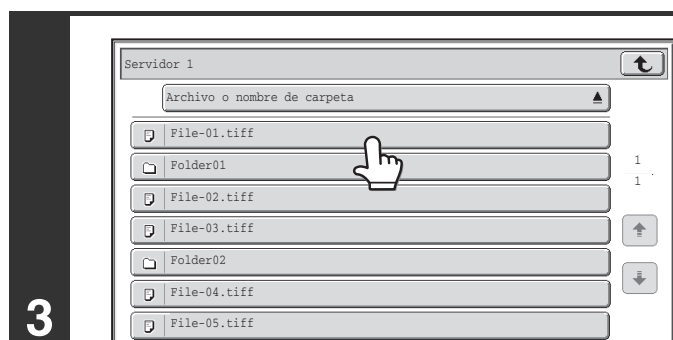 Servidor 1
Archivo o nombre de carpeta
File-01.tiff
Folder01
1
1
File-02.tiff
File-03.tiff
Folder02
File-04.tiff
3
File-05.tiff